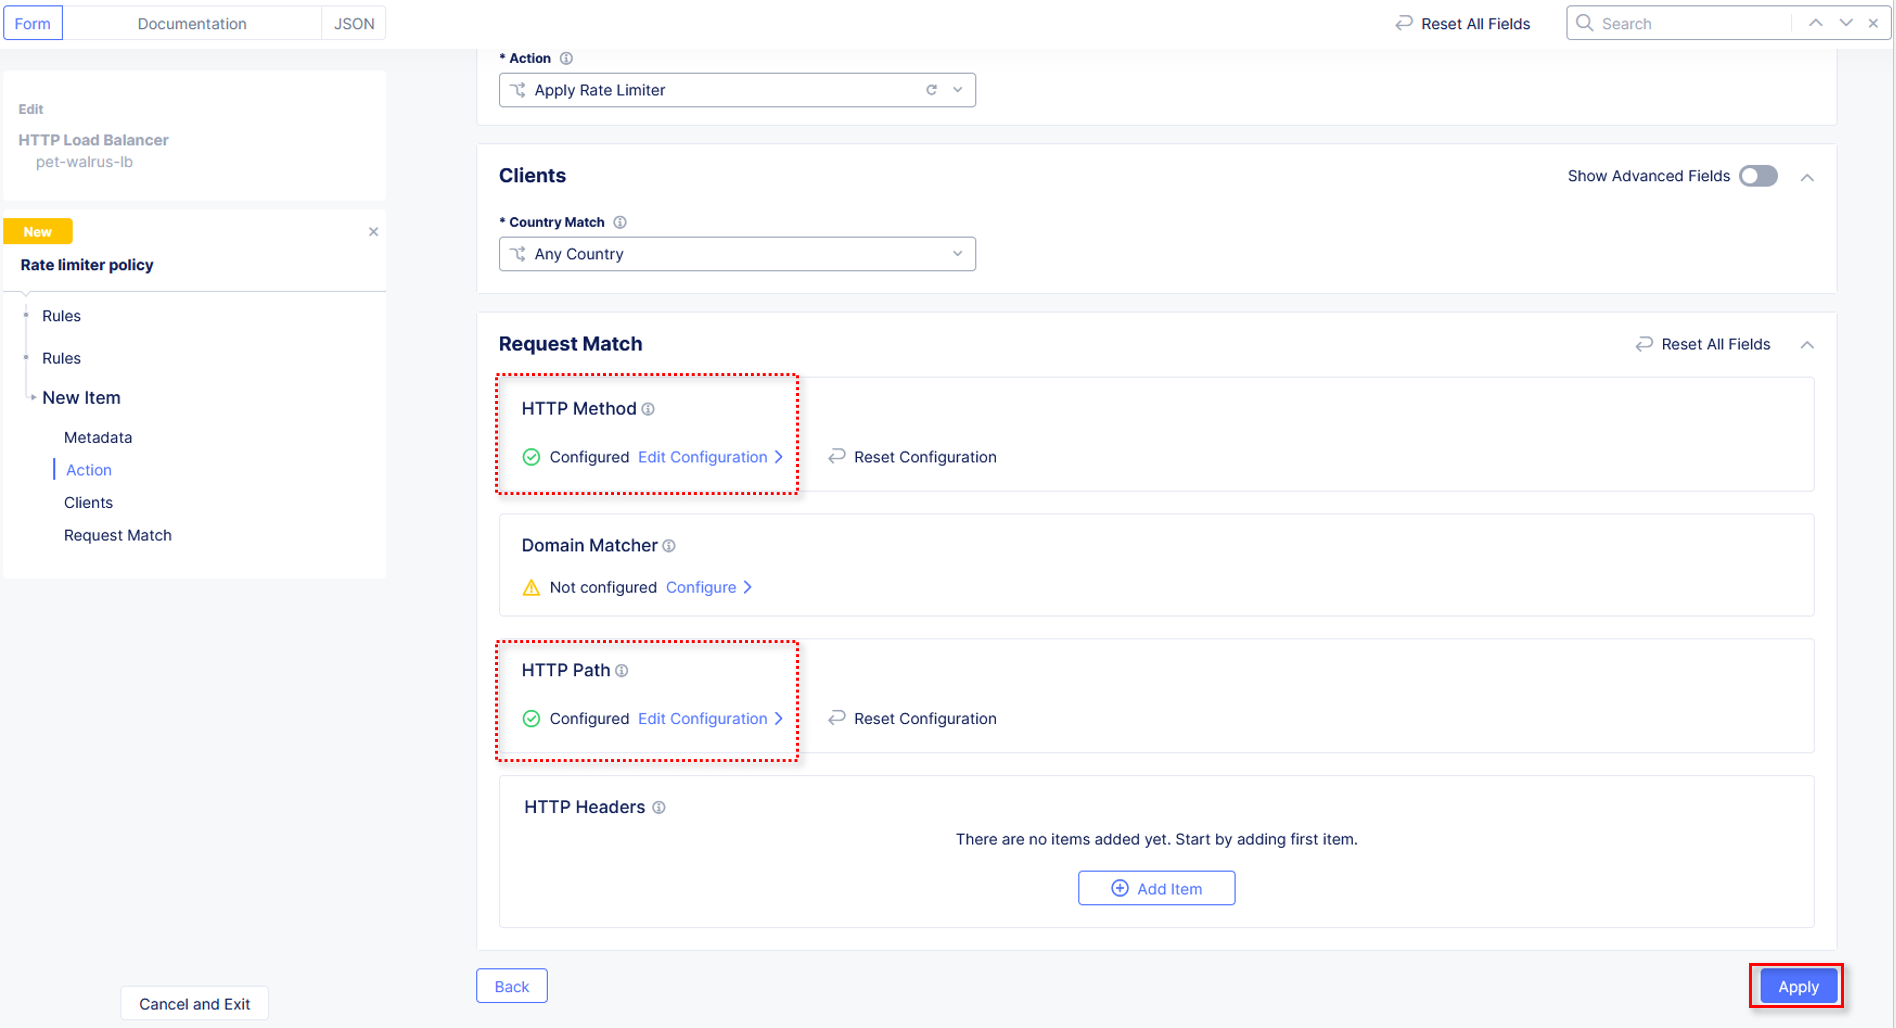 Form Documentation JSON Reset All Fields Search
* Action
Apply Rate Limiter
Edit
HTTP Load Balancer
pet-walrus-lb
New
Rate limiter policy
Rules
Rules
New Item
Metadata
Action
Clients
Request Match
Clients Show Advanced Fields
* Country Match
Any Country
Request Match Reset All Fields
HTTP Method
Configured Edit Configuration Reset Configuration
Domain Matcher
Not configured Configure
HTTP Path
Configured Edit Configuration Reset Configuration
HTTP Headers
There are no items added yet. Start by adding first item.
Add Item
Back Apply
Cancel and Exit